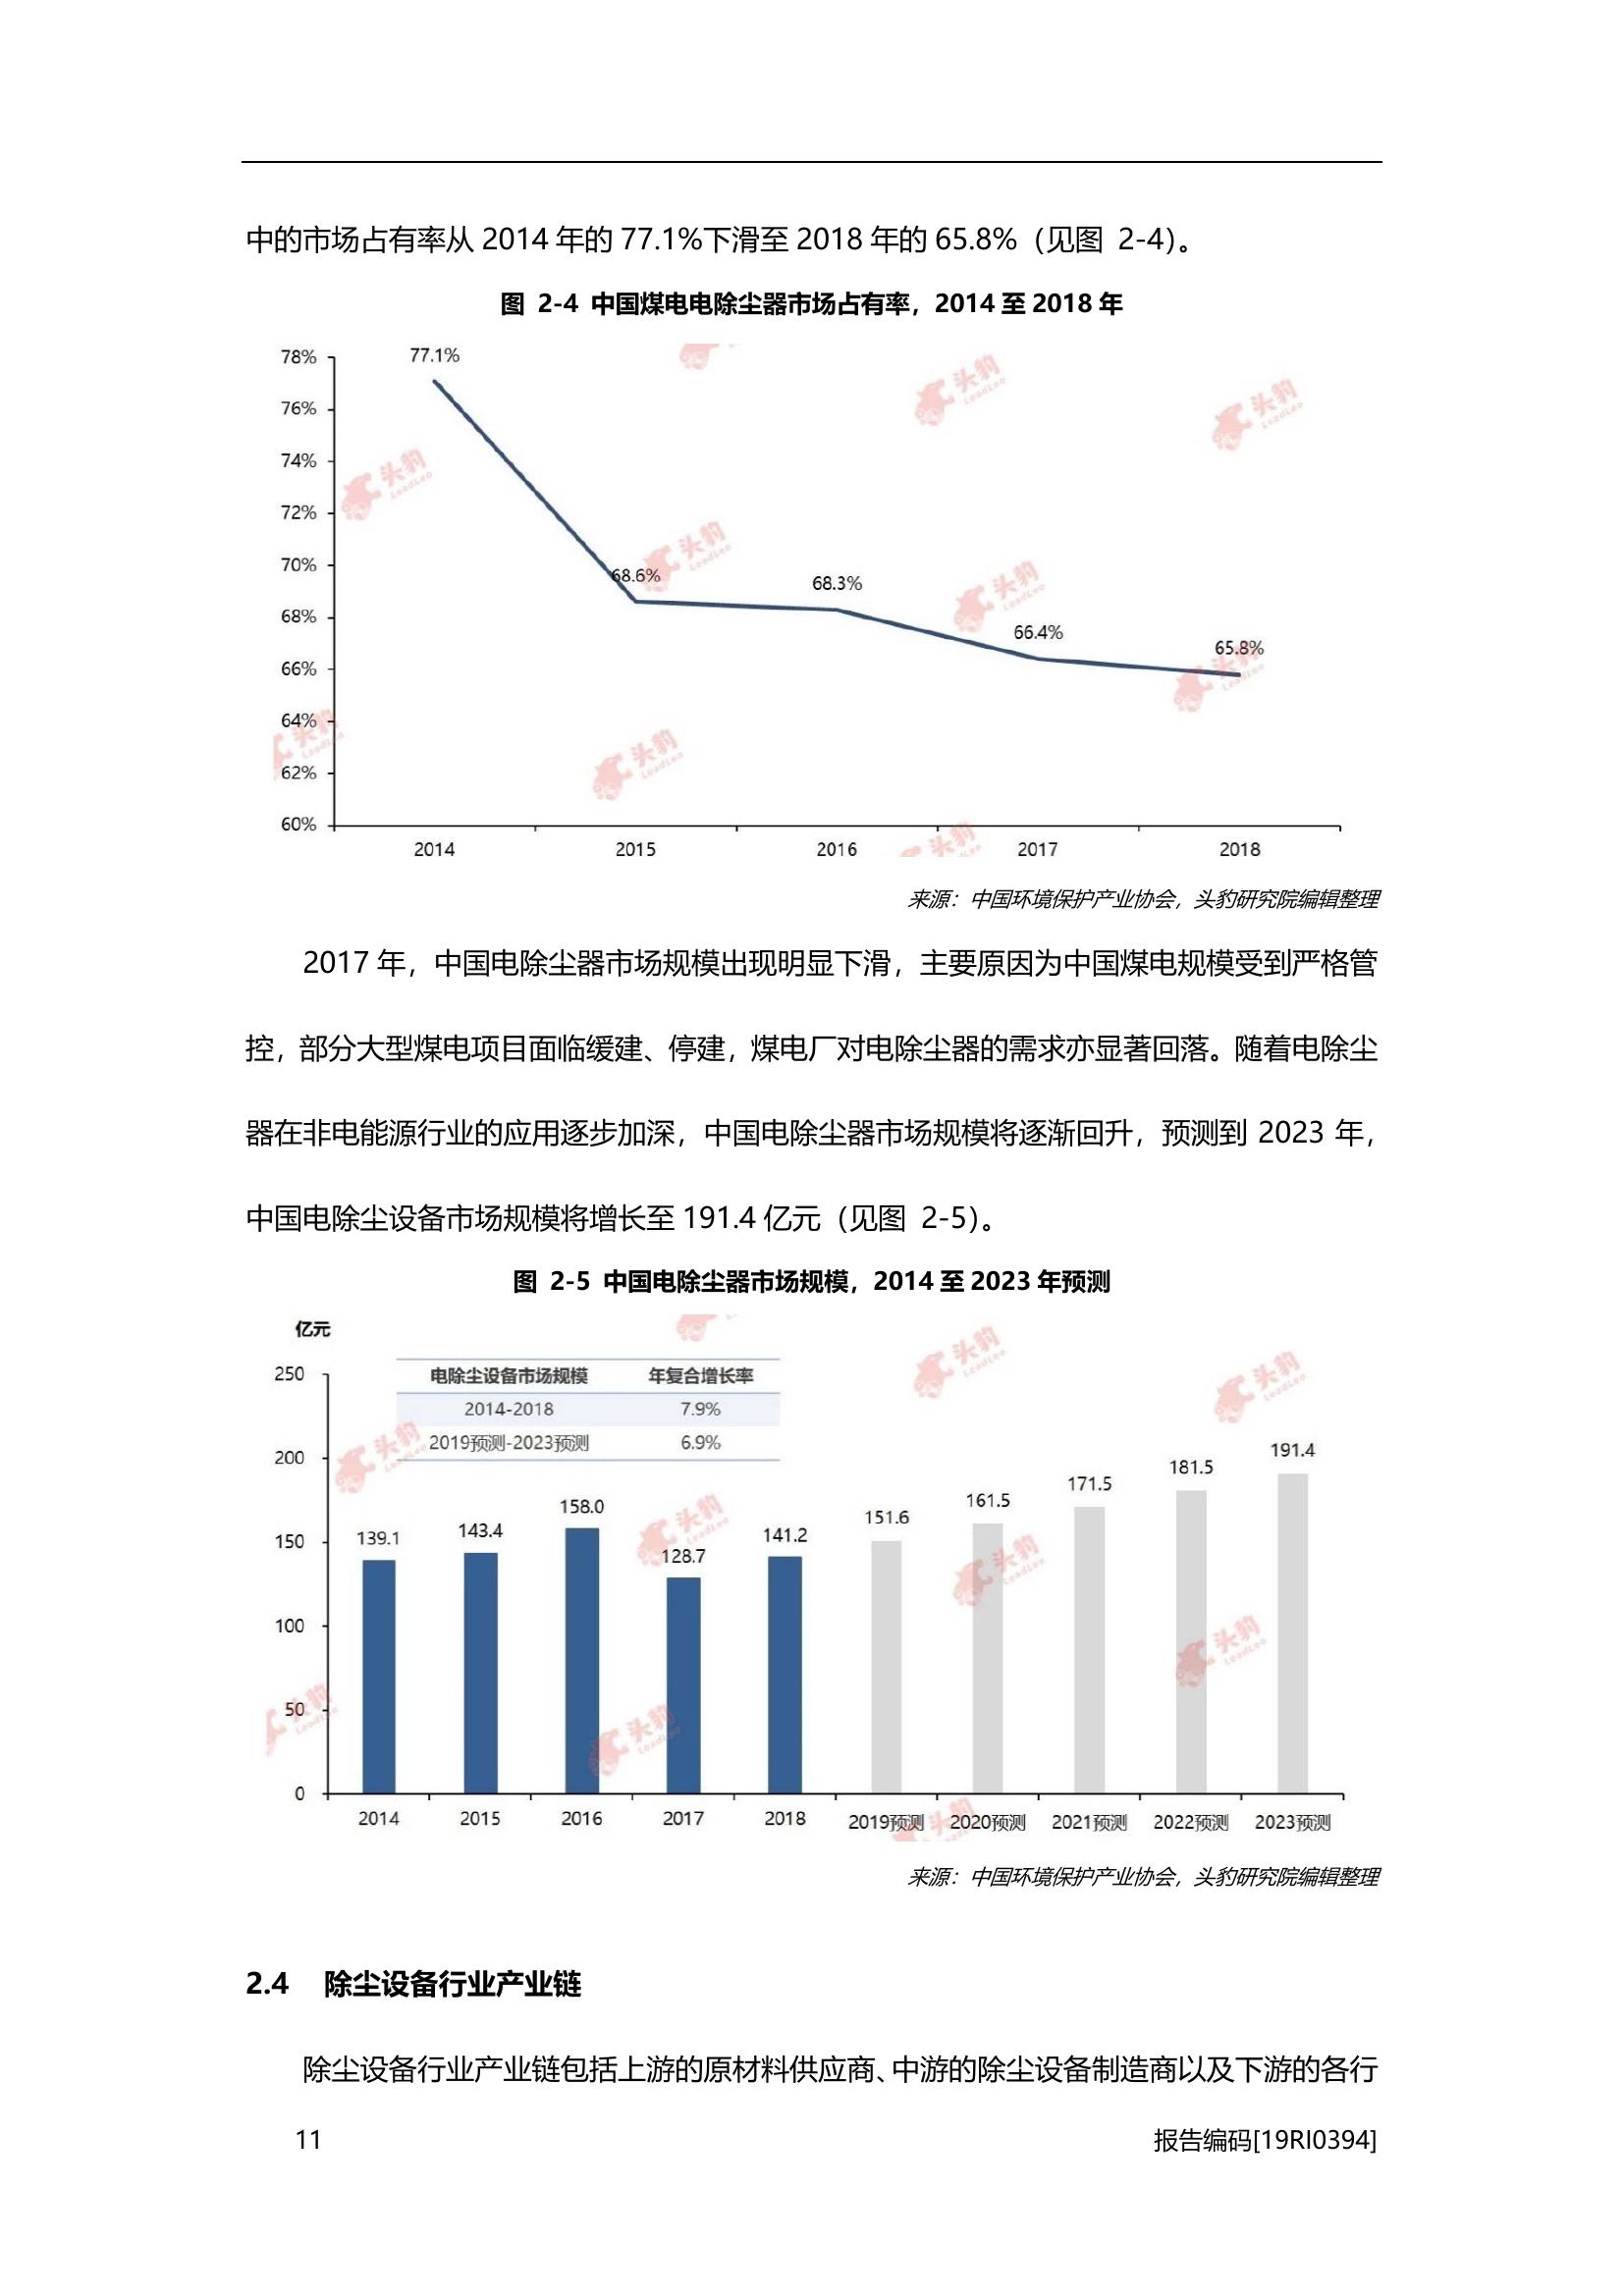 中的市场占有率从 2014 年的 77.1%下滑至 2018 年的 65.8%（见图 2-4）。
图 2-4 中国煤电电除尘器市场占有率，2014 至 2018 年
78%
76%
74%
72%
70%
68%
66%
64%
62%
60%
77.1%
68.6%
68.3%
66.4%
65.8%
2014 2015 2016 2017 2018
来源：中国环境保护产业协会，头豹研究院编辑整理
2017 年，中国电除尘器市场规模出现明显下滑，主要原因为中国煤电规模受到严格管
控，部分大型煤电项目面临缓建、停建，煤电厂对电除尘器的需求亦显著回落。随着电除尘
器在非电能源行业的应用逐步加深，中国电除尘器市场规模将逐渐回升，预测到 2023 年，
中国电除尘设备市场规模将增长至 191.4 亿元（见图 2-5）。
图 2-5 中国电除尘器市场规模，2014 至 2023 年预测
亿元
250
200
150
100
50
0
电除尘设备市场规模 年复合增长率
2014-2018 7.9%
2019预测-2023预测 6.9%
139.1 143.4 158.0 128.7 141.2 151.6 161.5 171.5 181.5 191.4
2014 2015 2016 2017 2018 2019预测 2020预测 2021预测 2022预测 2023预测
来源：中国环境保护产业协会，头豹研究院编辑整理
2.4 除尘设备行业产业链
除尘设备行业产业链包括上游的原材料供应商、中游的除尘设备制造商以及下游的各行
11 报告编码[19RI0394]
头豹
LeadLeo